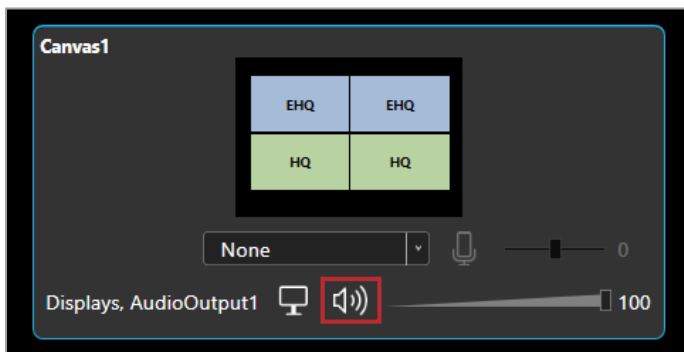 Canvas1
EHQ EHQ
HQ HQ
None 0
Displays, AudioOutput1 100